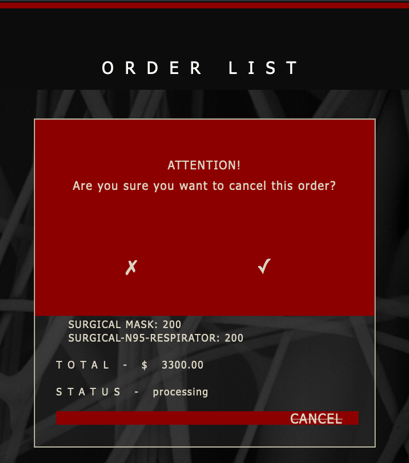 ORDER LIST
ATTENTION!
Are you sure you want to cancel this order?
✗ ✓
SURGICAL MASK: 200
SURGICAL-N95-RESPIRATOR: 200
TOTAL - $ 3300.00
STATUS - processing
CANCEL